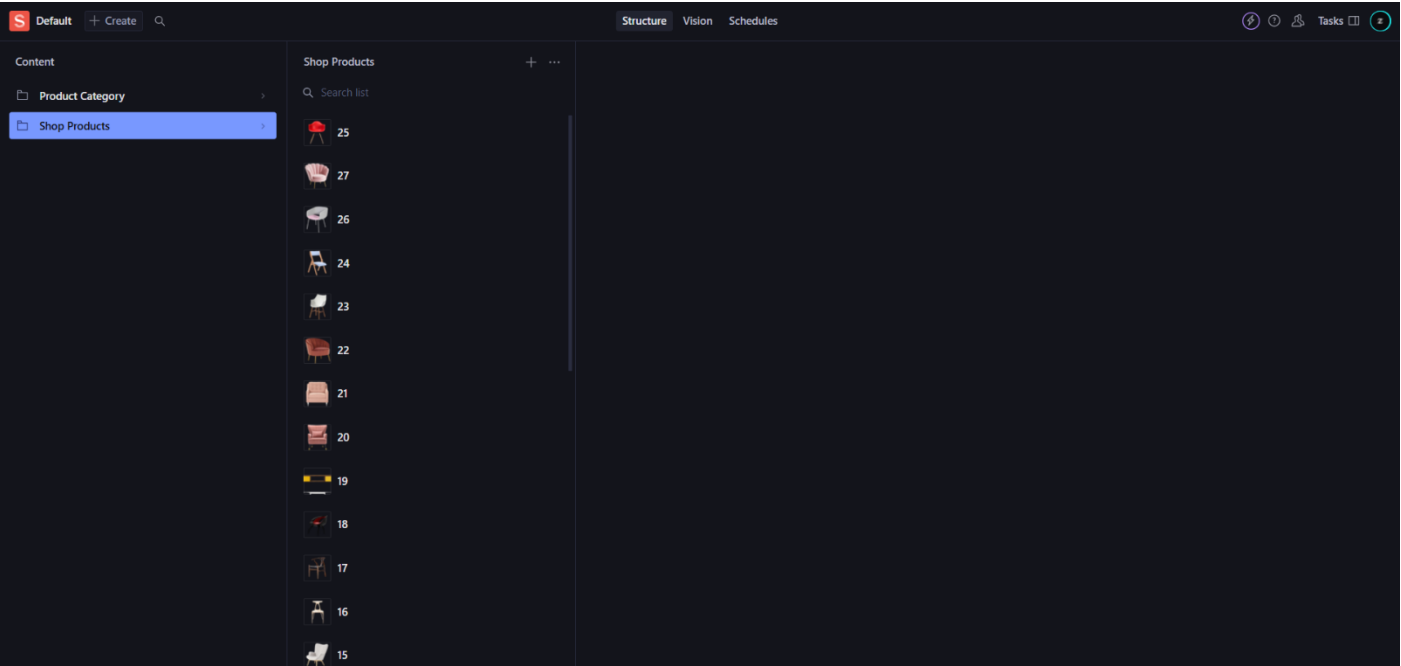 S Default + Create
Structure Vision Schedules
Tasks
z
Content
Product Category
Shop Products
Shop Products
Search list
25
27
26
24
23
22
21
20
19
18
17
16
15